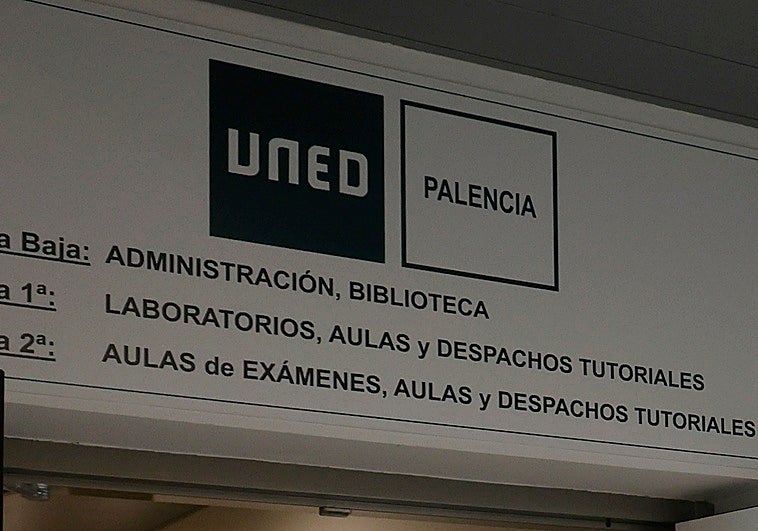 UNED
PALENCIA
a Baja: ADMINISTRACIÓN, BIBLIOTECA
a 1ª: LABORATORIOS, AULAS y DESPACHOS TUTORIALES
a 2ª: AULAS de EXÁMENES, AULAS y DESPACHOS TUTORIALES